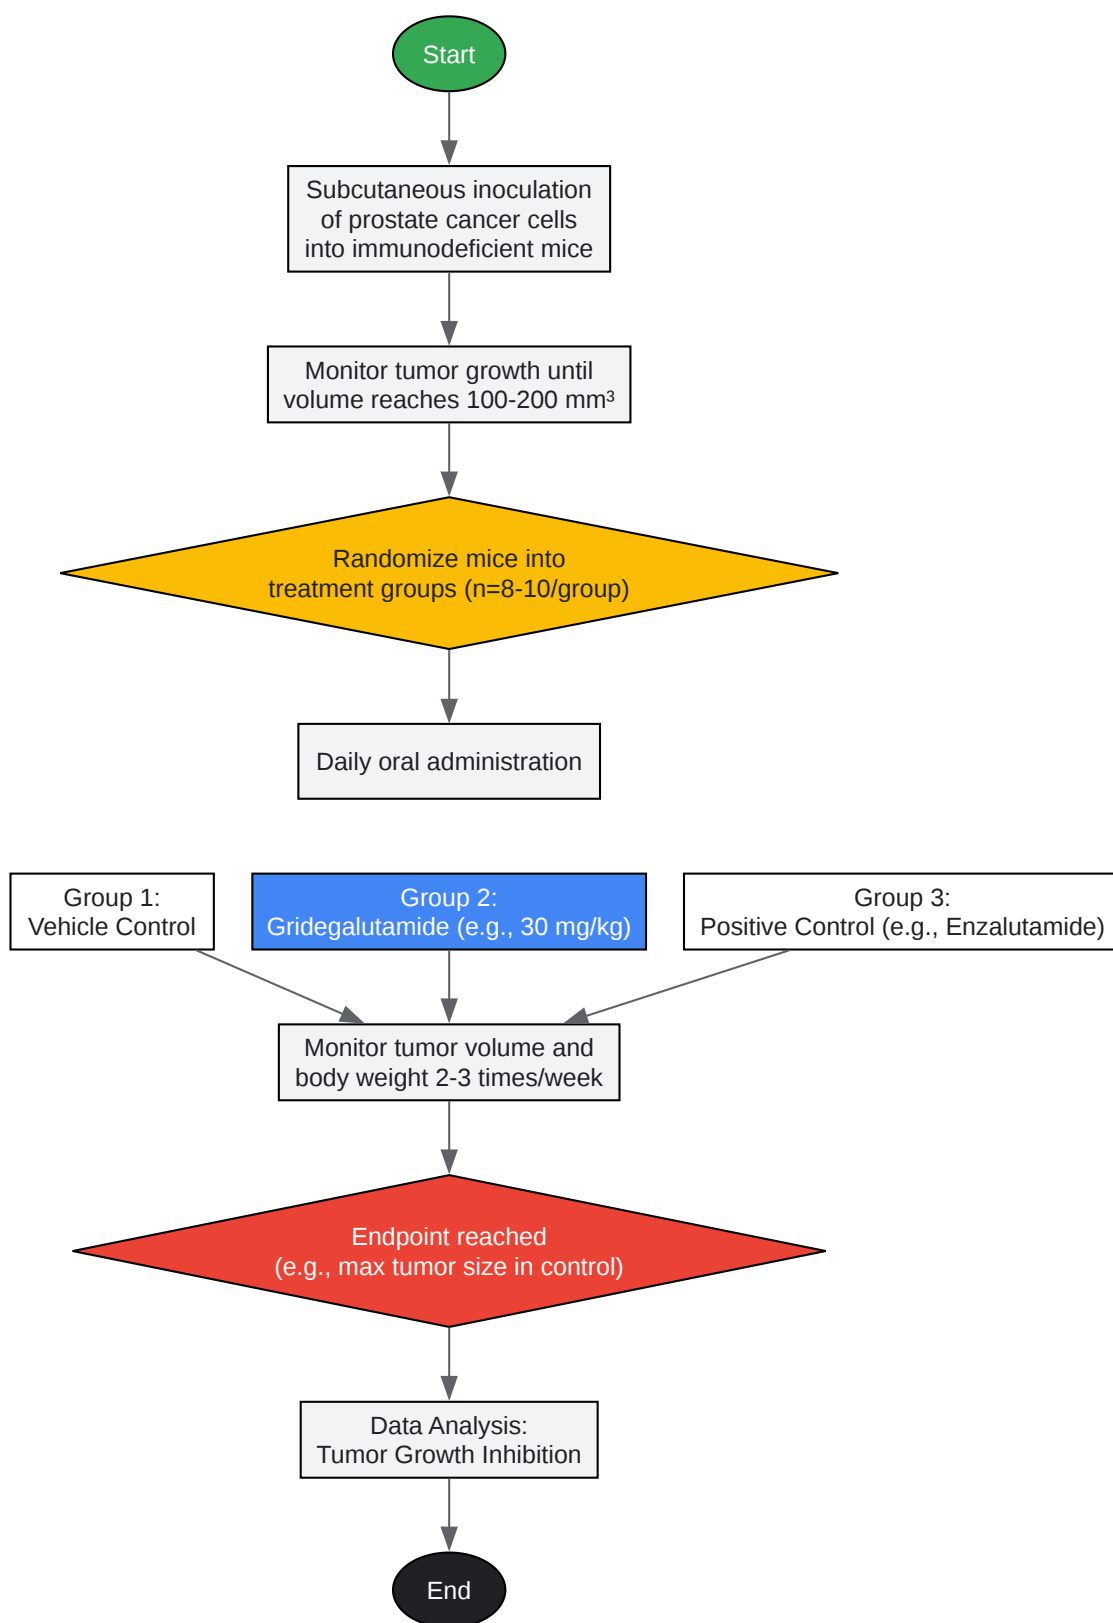 Start
Subcutaneous inoculation
of prostate cancer cells
into immunodeficient mice
Monitor tumor growth until
volume reaches 100-200 mm³
Randomize mice into
treatment groups (n=8-10/group)
Daily oral administration
Group 1:
Vehicle Control
Group 2:
Gridegalutamide (e.g., 30 mg/kg)
Group 3:
Positive Control (e.g., Enzalutamide)
Monitor tumor volume and
body weight 2-3 times/week
Endpoint reached
(e.g., max tumor size in control)
Data Analysis:
Tumor Growth Inhibition
End